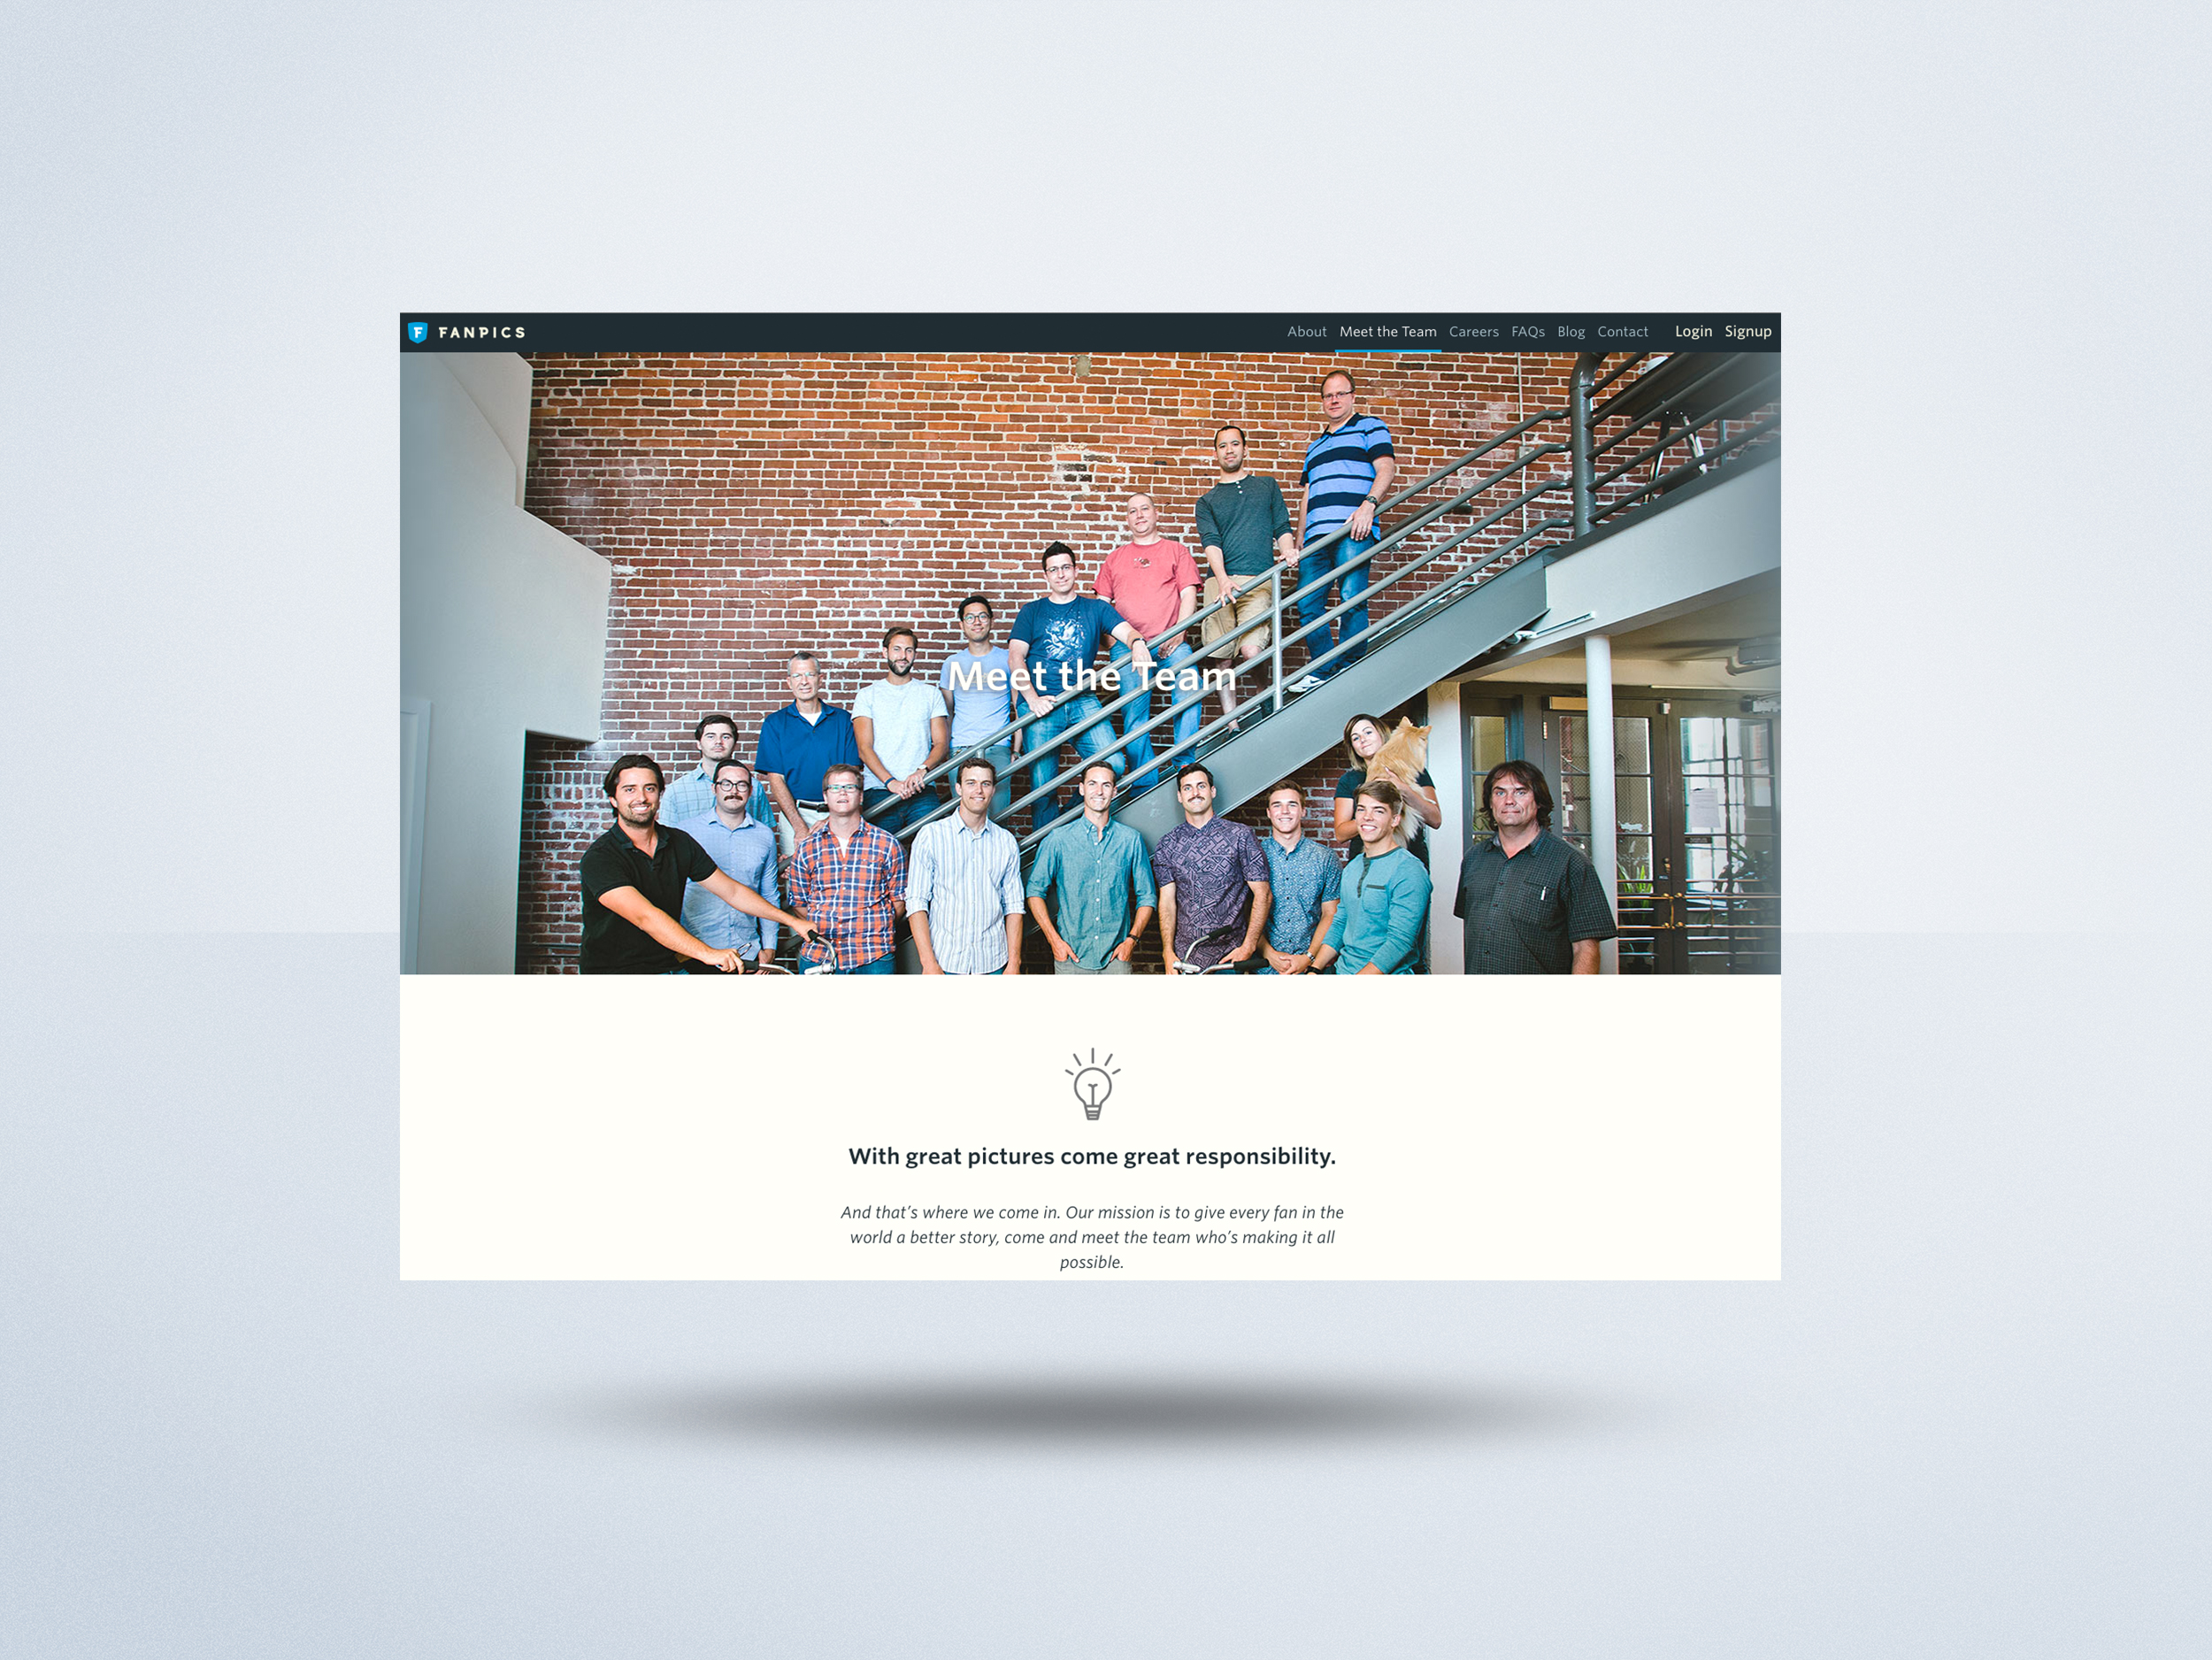 FANPICS
About Meet the Team Careers FAQs Blog Contact Login Signup
Meet the Team
With great pictures come great responsibility.
And that’s where we come in. Our mission is to give every fan in the
world a better story, come and meet the team who’s making it all
possible.